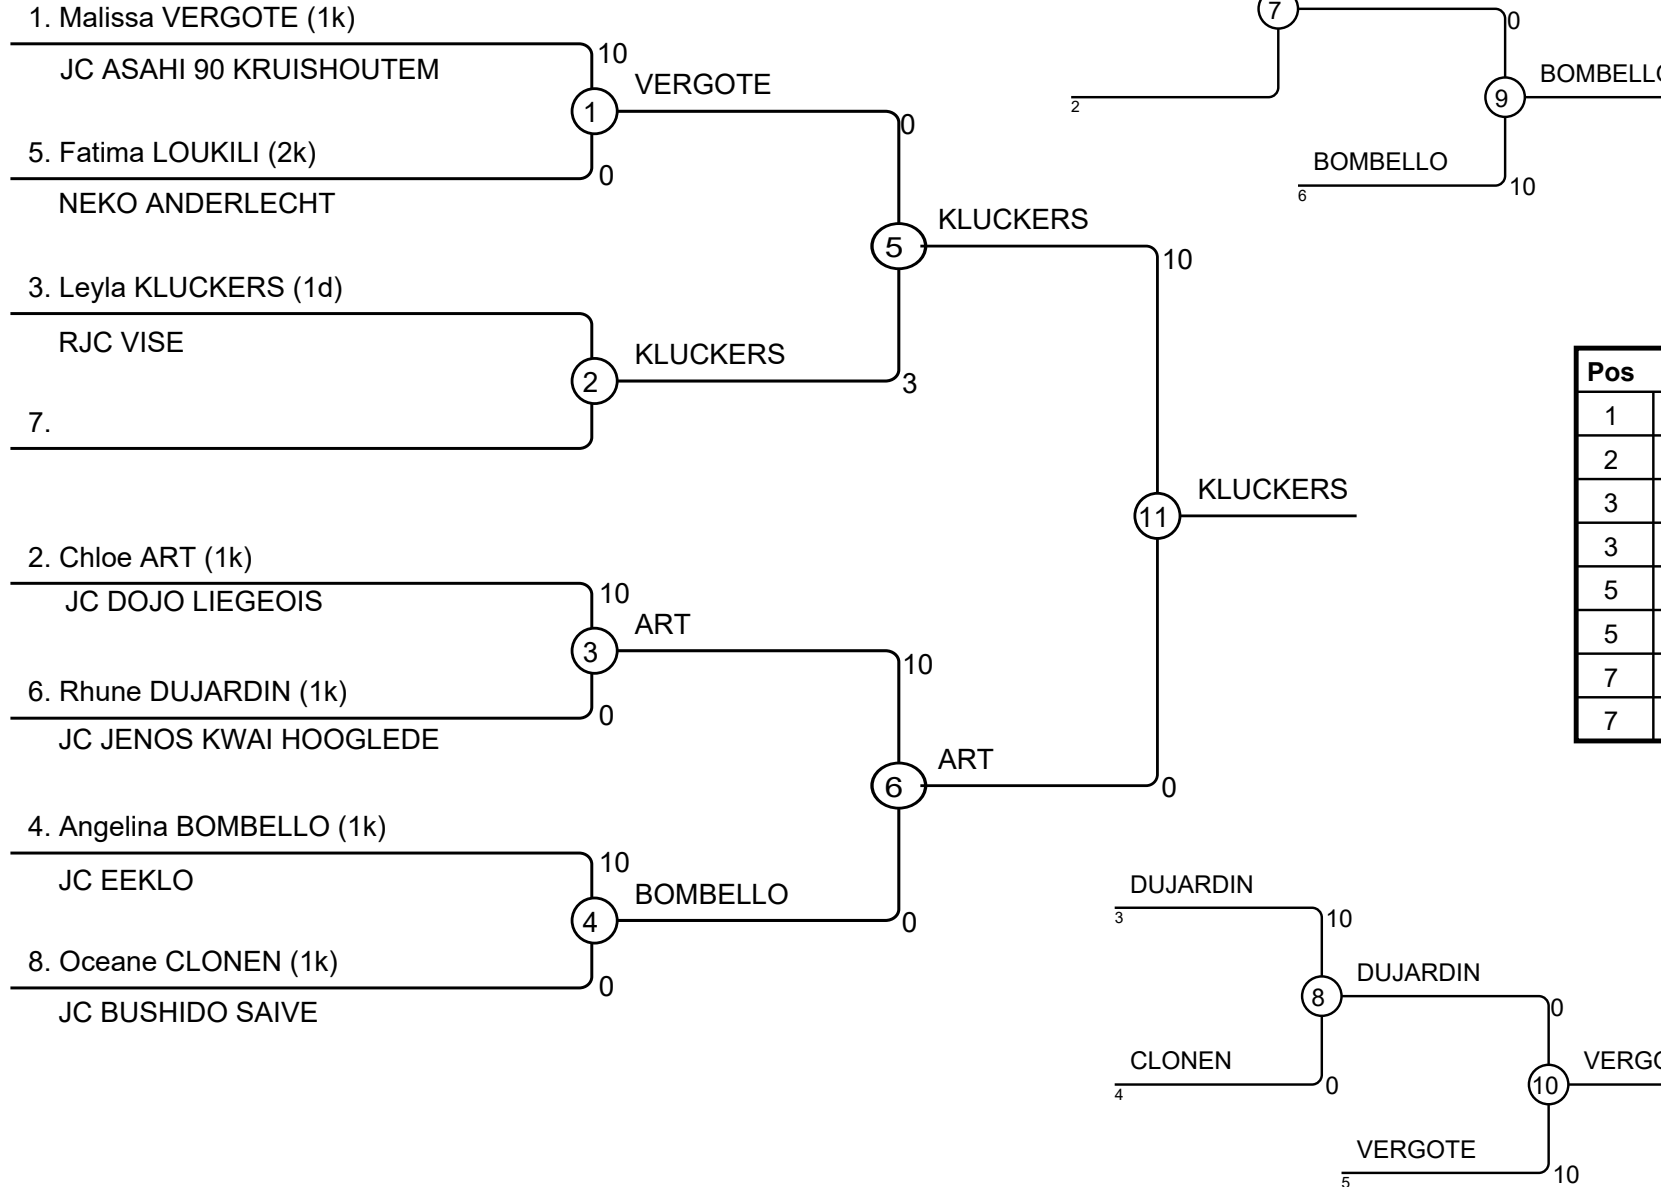 1. Malissa VERGOTE (1k)
10
JC ASAHI 90 KRUISHOUTEM
VERGOTE
1
0
5. Fatima LOUKILI (2k)
0
NEKO ANDERLECHT
KLUCKERS
5
10
3. Leyla KLUCKERS (1d)
RJC VISE
KLUCKERS
2
3
7.
KLUCKERS
11
2. Chloe ART (1k)
10
JC DOJO LIEGEOIS
ART
3
10
6. Rhune DUJARDIN (1k)
0
JC JENOS KWAI HOOGLEDE
ART
6
0
4. Angelina BOMBELLO (1k)
10
JC EEKLO
BOMBELLO
4
0
8. Oceane CLONEN (1k)
0
JC BUSHIDO SAIVE
7
0
2
BOMBELLO
9
BOMBELLO
6
10
Pos
1
2
3
3
5
5
7
7
DUJARDIN
3
10
DUJARDIN
8
0
CLONEN
4
0
VERGO
10
VERGOTE
5
10